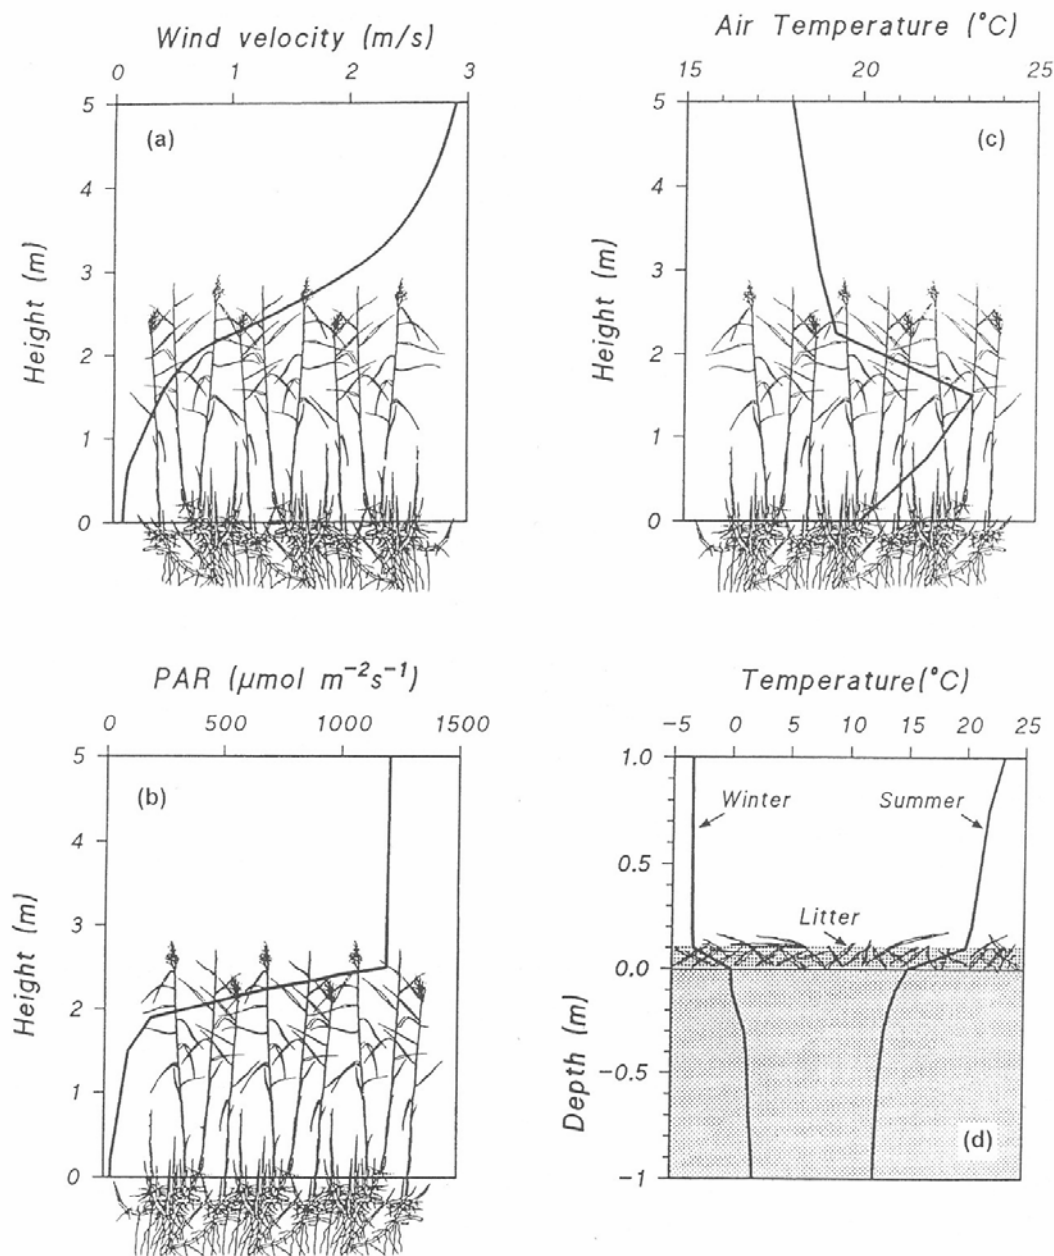 Wind velocity (m/s)
0 1 2 3
5
4
3
2
1
0
Height (m)
(a)
Air Temperature (°C)
15 20 25
5
4
3
2
1
0
Height (m)
(c)
PAR (μmol m⁻²s⁻¹)
0 500 1000 1500
5
4
3
2
1
0
Height (m)
(b)
Temperature(°C)
-5 0 5 10 15 20 25
1.0
0.5
0.0
-0.5
-1
Depth (m)
Winter
Summer
Litter
(d)